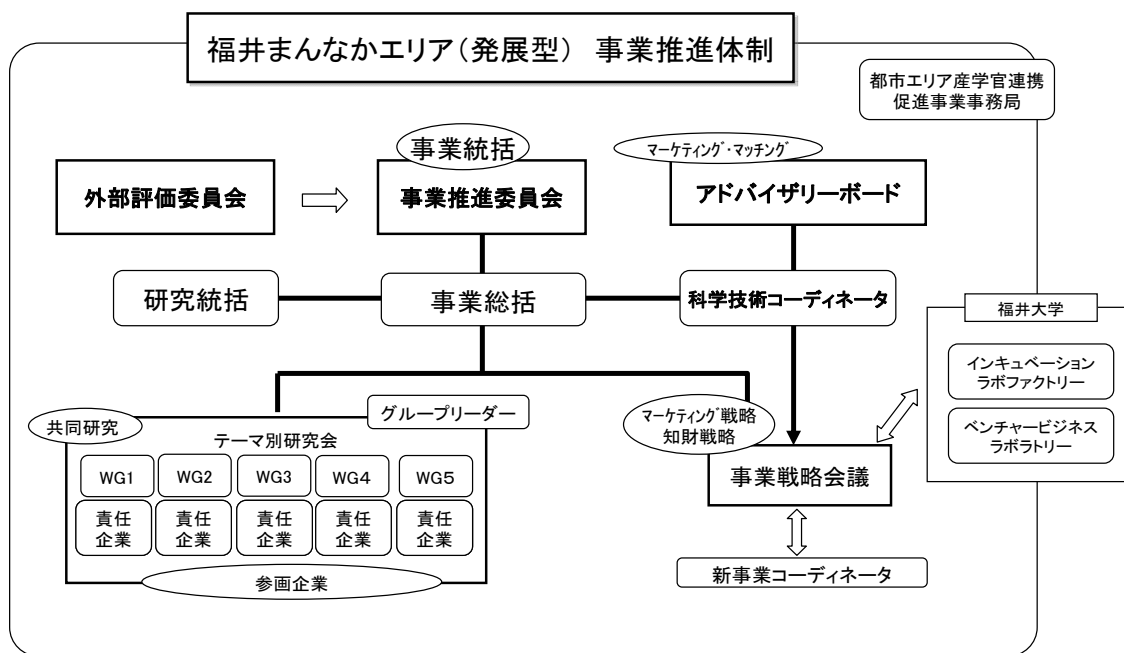 福井まんなかエリア（発展型）　事業推進体制
都市エリア産学官連携
促進事業事務局
事業統括
マーケティング・マッチング
外部評価委員会
事業推進委員会
アドバイザリーボード
研究統括
事業総括
科学技術コーディネータ
福井大学
インキュベーション
ラボファクトリー
ベンチャービジネス
ラボラトリー
グループリーダー
共同研究
テーマ別研究会
マーケティング戦略
知財戦略
WG1
WG2
WG3
WG4
WG5
責任
企業
責任
企業
責任
企業
責任
企業
責任
企業
事業戦略会議
参画企業
新事業コーディネータ